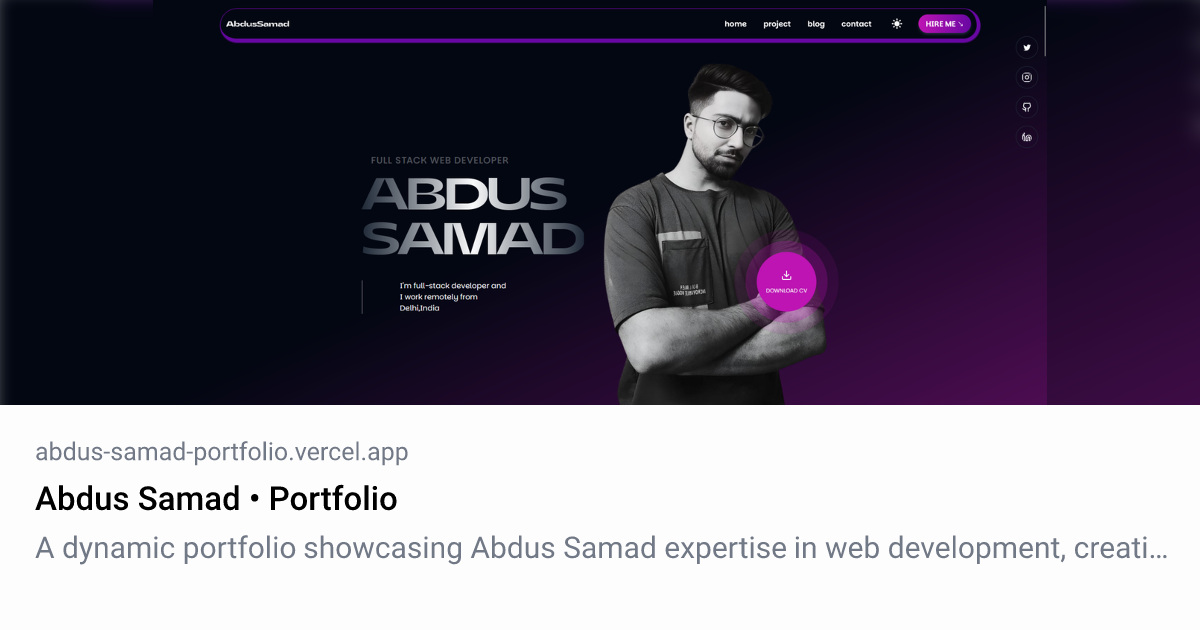 AbdusSamad
home project blog contact HIRE ME
FULL STACK WEB DEVELOPER
ABDUS
SAMAD
I'm full-stack developer and
I work remotely from
Delhi,India
DOWNLOAD CV
abdus-samad-portfolio.vercel.app
Abdus Samad • Portfolio
A dynamic portfolio showcasing Abdus Samad expertise in web development, creati...